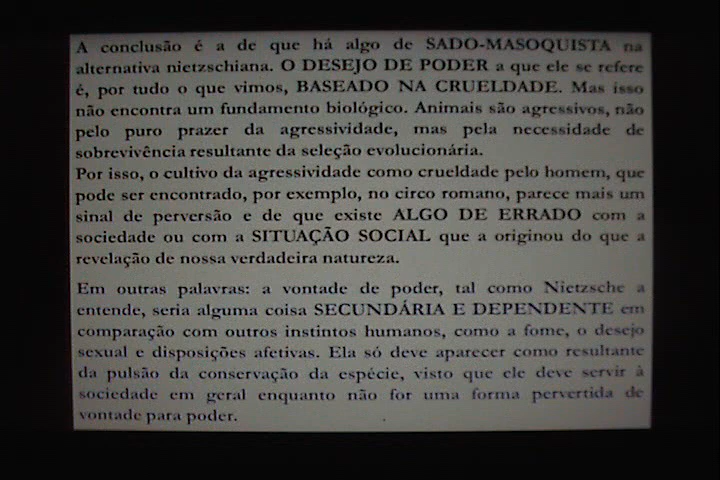 A conclusão é a de que há algo de SADO-MASOQUISTA na
alternativa nietzschiana. O DESEJO DE PODER a que ele se refere
é, por tudo o que vimos, BASEADO NA CRUELDADE. Mas isso
não encontra um fundamento biológico. Animais são agressivos, não
pelo puro prazer da agressividade, mas pela necessidade de
sobrevivência resultante da seleção evolucionária.
Por isso, o cultivo da agressividade como crueldade pelo homem, que
pode ser encontrado, por exemplo, no circo romano, parece mais um
sinal de perversão e de que existe ALGO DE ERRADO com a
sociedade ou com a SITUAÇÃO SOCIAL que a originou do que a
revelação de nossa verdadeira natureza.
Em outras palavras: a vontade de poder, tal como Nietzsche a
entende, seria alguma coisa SECUNDÁRIA E DEPENDENTE em
comparação com outros instintos humanos, como a fome, o desejo
sexual e disposições afetivas. Ela só deve aparecer como resultante
da pulsão da conservação da espécie, visto que ele deve servir à
sociedade em geral enquanto não for uma forma pervertida de
vontade para poder.